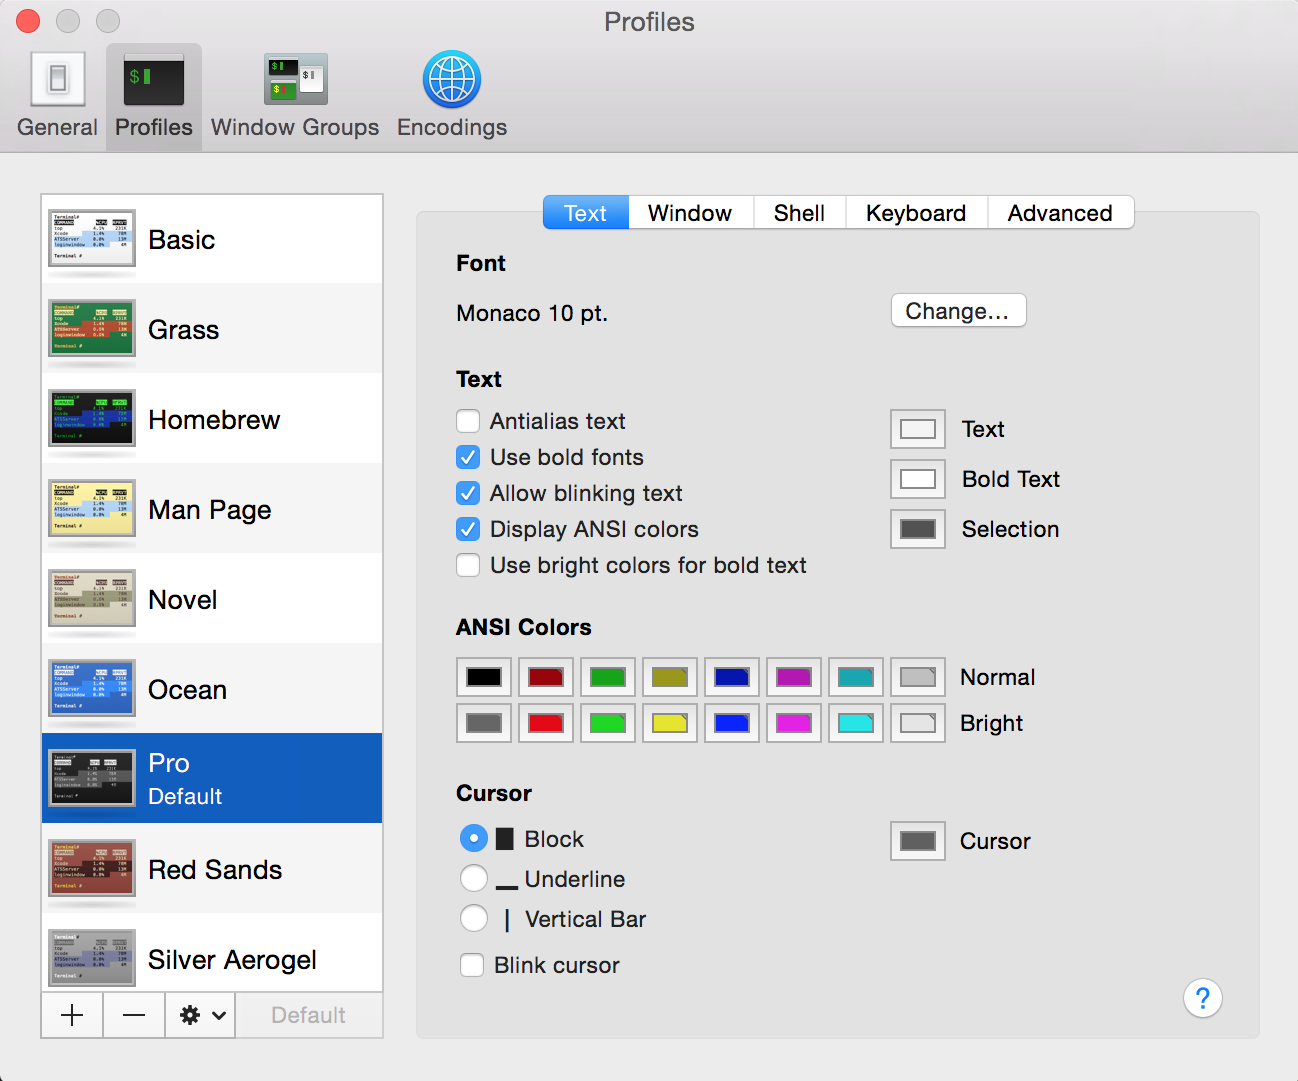 Profiles
General
Profiles
Window Groups
Encodings
Basic
Grass
Homebrew
Man Page
Novel
Ocean
Pro
Default
Red Sands
Silver Aerogel
Default
Text
Window
Shell
Keyboard
Advanced
Font
Monaco 10 pt.
Change...
Text
Antialias text
Use bold fonts
Allow blinking text
Display ANSI colors
Use bright colors for bold text
Text
Bold Text
Selection
ANSI Colors
Normal
Bright
Cursor
Block
Underline
Vertical Bar
Blink cursor
Cursor
?